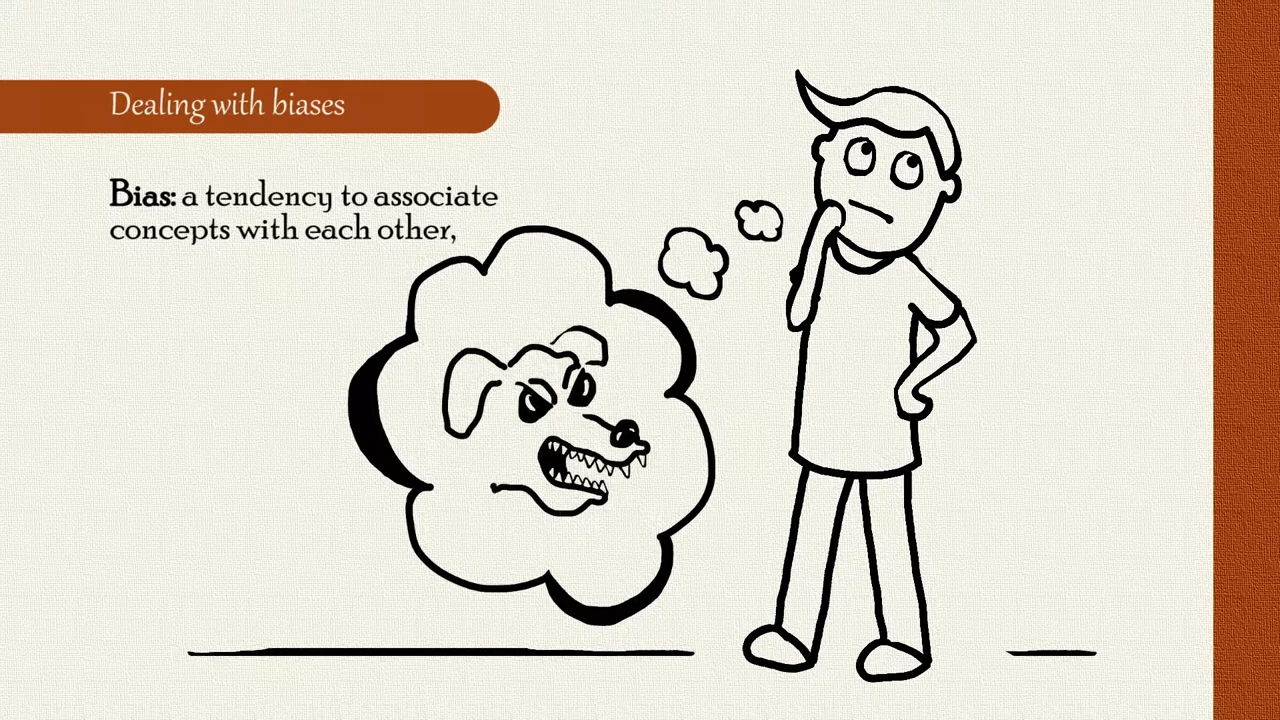 Dealing with biases
Bias: a tendency to associate
concepts with each other,